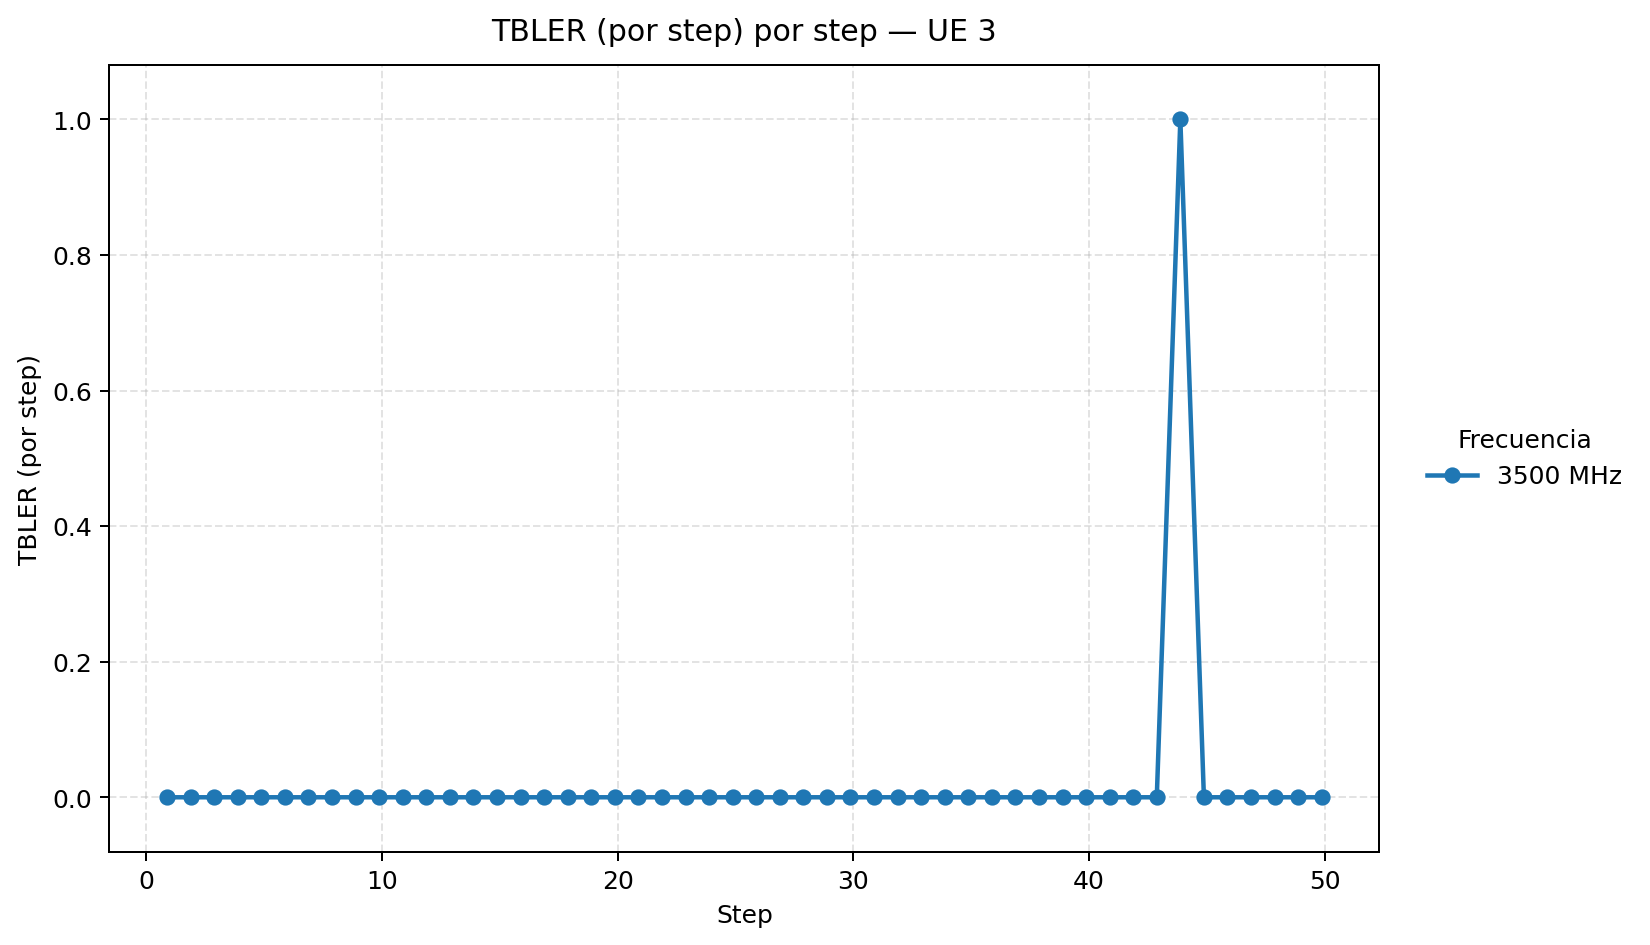 TBLER (por step) por step — UE 3
TBLER (por step)
1.0
0.8
0.6
0.4
0.2
0.0
0
10
20
30
40
50
Step
Frecuencia
3500 MHz